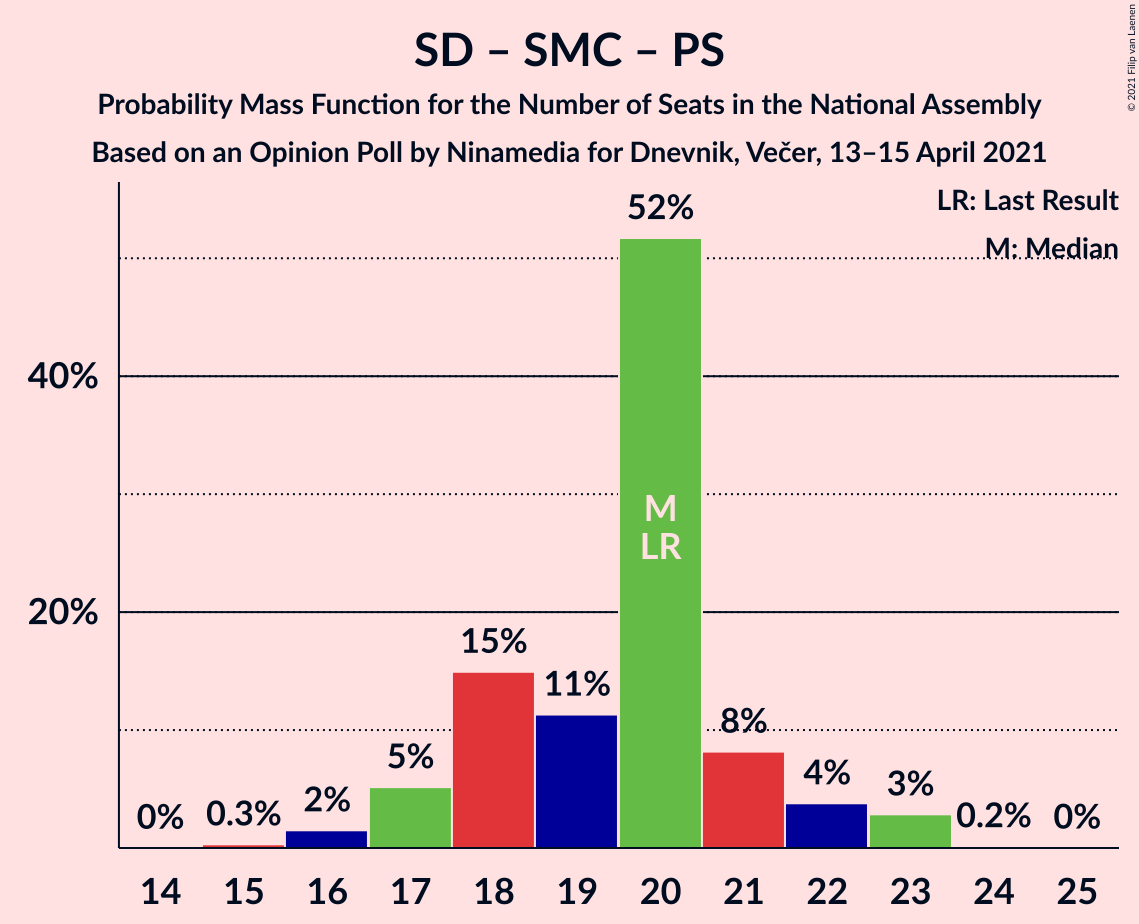 SD – SMC – PS
Probability Mass Function for the Number of Seats in the National Assembly
Based on an Opinion Poll by Ninamedia for Dnevnik, Večer, 13–15 April 2021
© 2021 Filip van Laenen
LR: Last Result
M: Median
40%
20%
0%
0.3%
2%
5%
15%
11%
52%
8%
4%
3%
0.2%
0%
M
LR
14 15 16 17 18 19 20 21 22 23 24 25